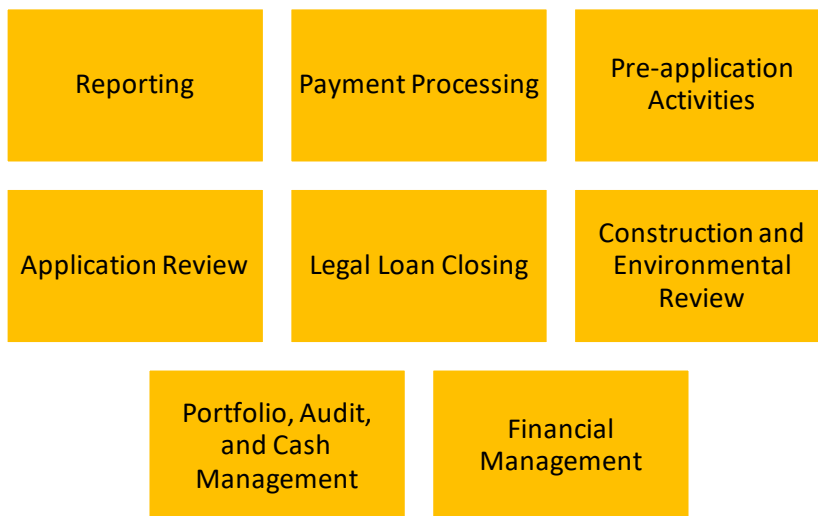 Reporting
Payment Processing
Pre-application
Activities
Application Review
Legal Loan Closing
Construction and
Environmental
Review
Portfolio, Audit,
and Cash
Management
Financial
Management